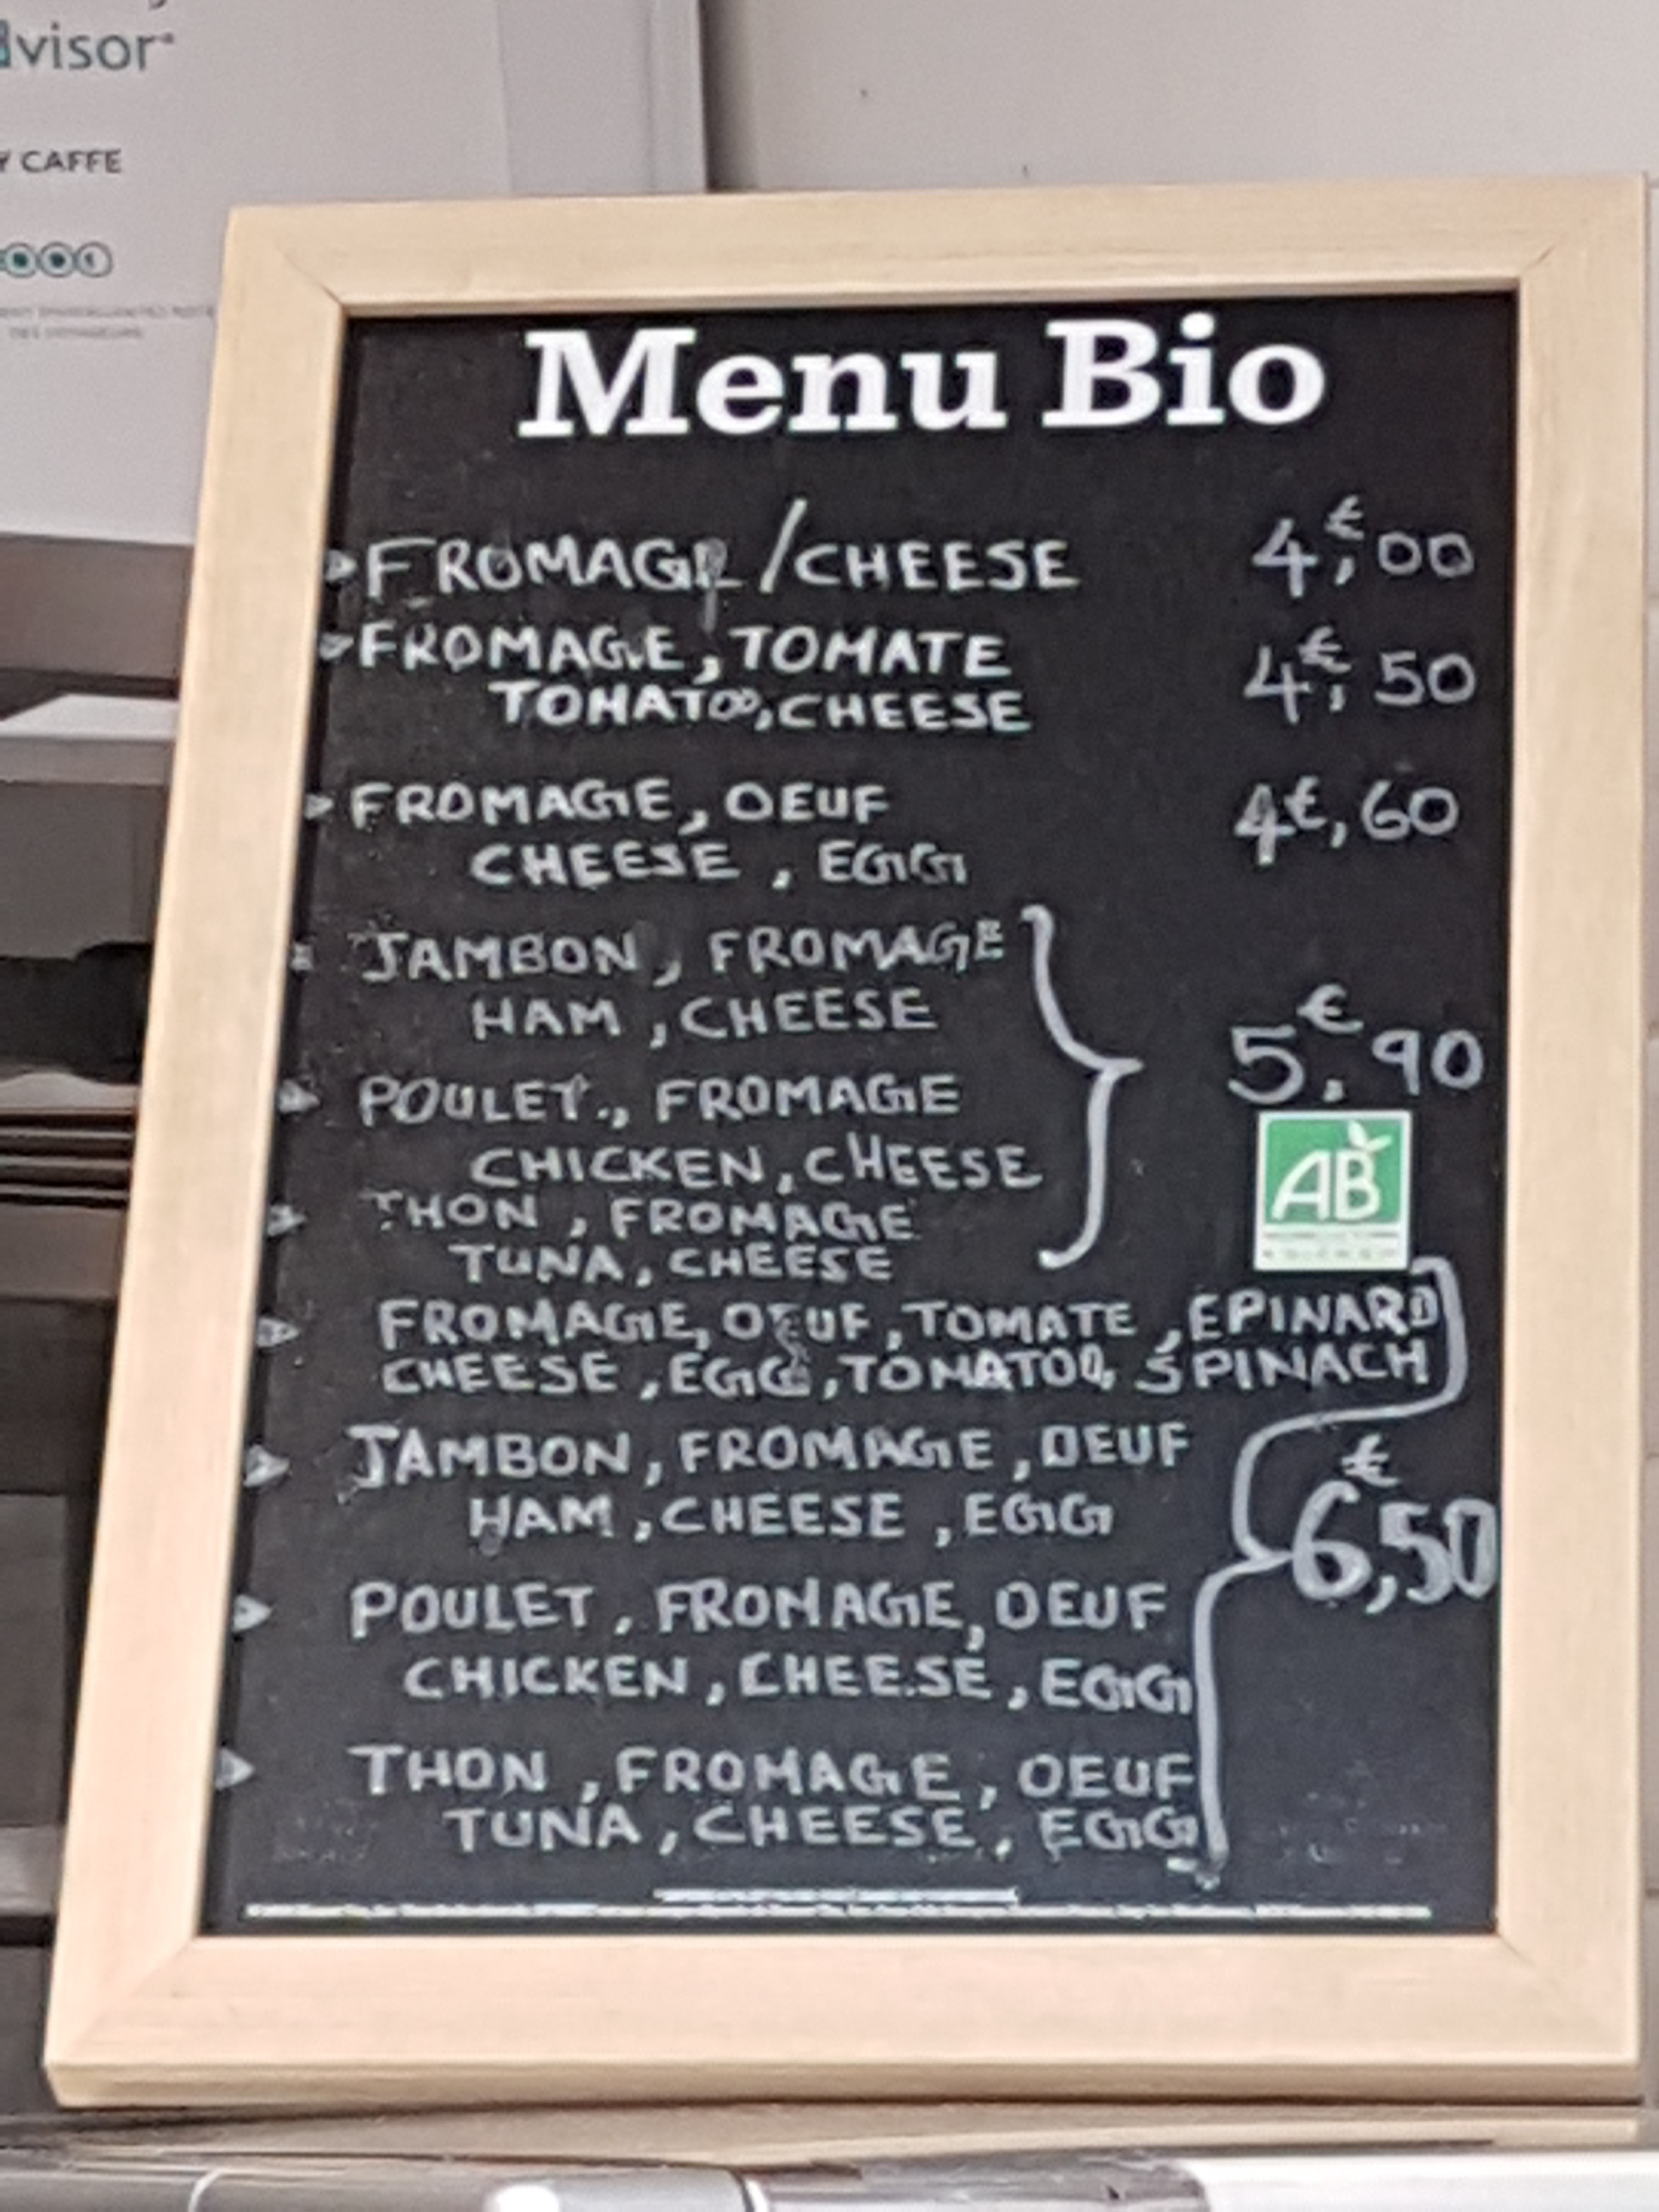 visor
Y CAFFE
Menu Bio
FROMAGE / CHEESE 4€,00
FROMAGE, TOMATE
TOMATOO, CHEESE 4€,50
FROMAGE, OEUF 4€,60
CHEESE, EGG
JAMBON, FROMAGE
HAM, CHEESE
5€,90
POULET, FROMAGE
CHICKEN, CHEESE
AB
THON, FROMAGE
TUNA, CHEESE
FROMAGE, OEUF, TOMATE, EPINARD
CHEESE, EGG, TOMATOO, SPINACH
JAMBON, FROMAGE, OEUF
HAM, CHEESE, EGG
6€,50
POULET, FROMAGE, OEUF
CHICKEN, CHEESE, EGG
THON, FROMAGE, OEUF
TUNA, CHEESE, EGG